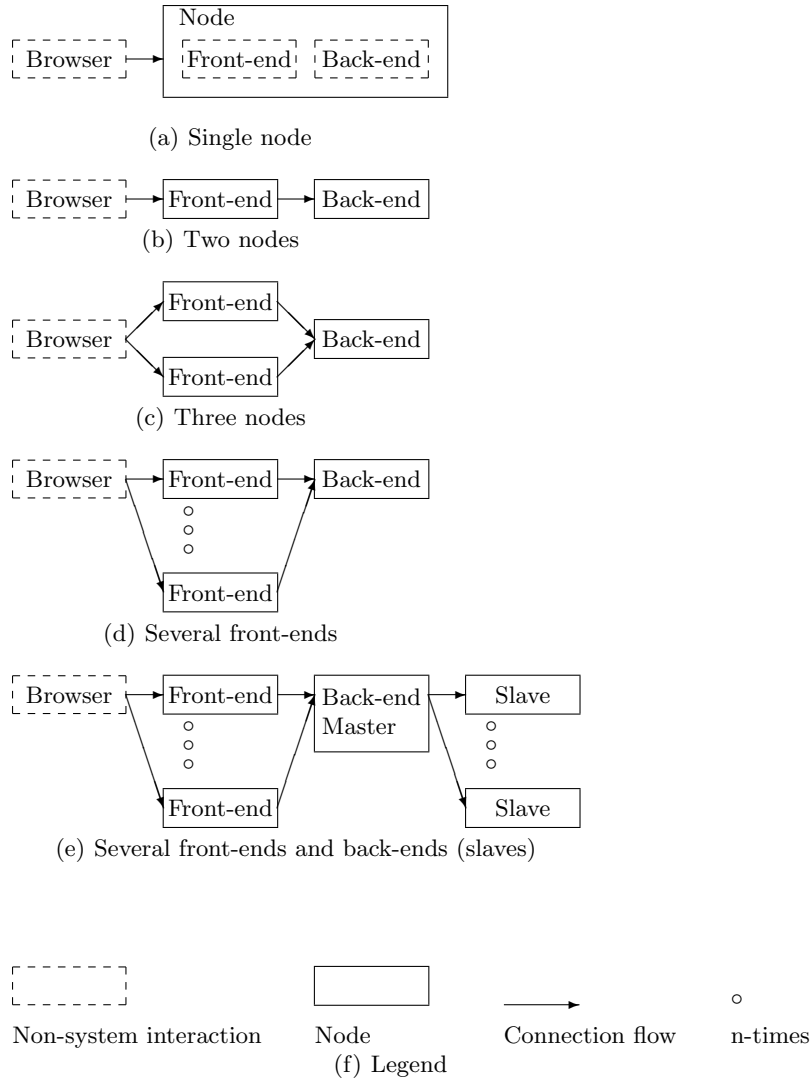 Node
Browser Front-end Back-end
(a) Single node
Browser Front-end Back-end
(b) Two nodes
Front-end
Browser Back-end
Front-end
(c) Three nodes
Browser Front-end Back-end
Front-end
(d) Several front-ends
Browser Front-end Back-end Slave
Master
Front-end Slave
(e) Several front-ends and back-ends (slaves)
Non-system interaction Node Connection flow n-times
(f) Legend